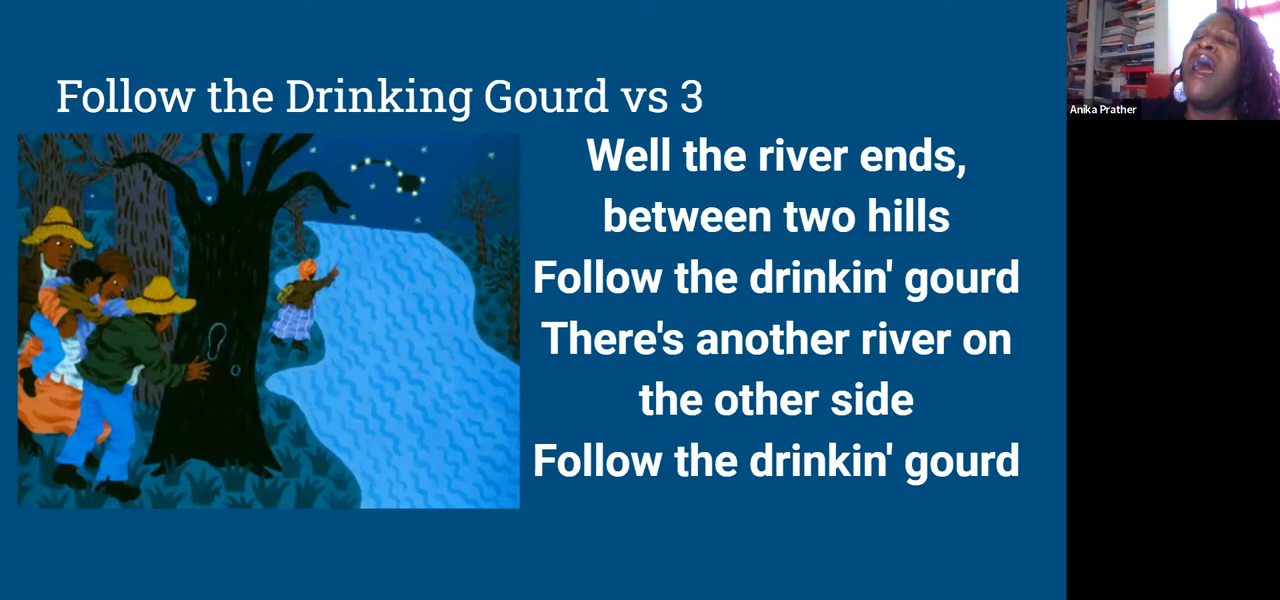 Follow the Drinking Gourd vs 3
Anika Prather
Well the river ends,
between two hills
Follow the drinkin' gourd
There's another river on
the other side
Follow the drinkin' gourd